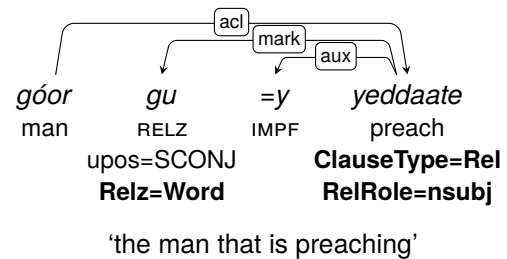 acl
mark
aux
góor gu =y yeddaate
man RELZ IMPF preach
upos=SCONJ ClauseType=Rel
Relz=Word RelRole=nsubj
‘the man that is preaching’